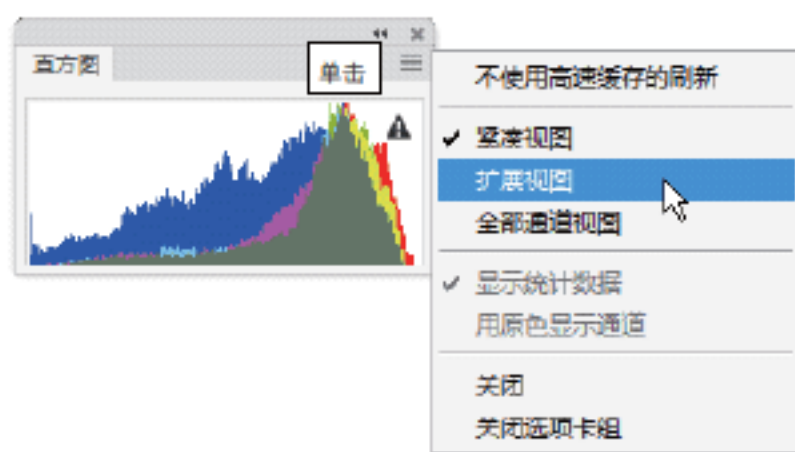 直方图
单击
不使用高速缓存的刷新
紧凑视图
扩展视图
全部通道视图
显示统计数据
用原色显示通道
关闭
关闭选项卡组